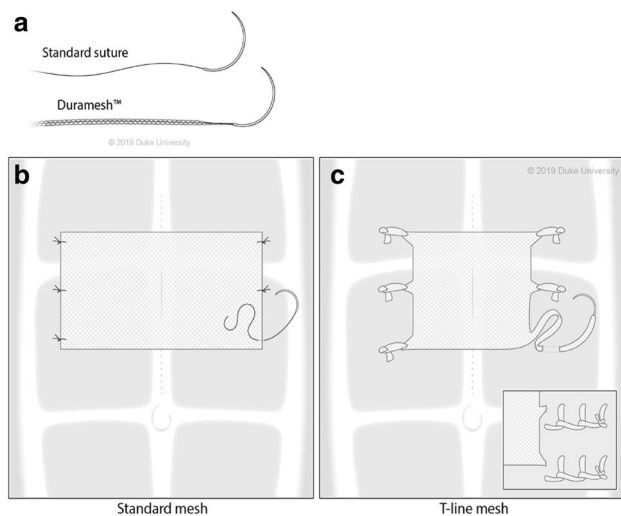 a
Standard suture
Duramesh™
© 2019 Duke University
b
c
© 2019 Duke University
Standard mesh
T-line mesh